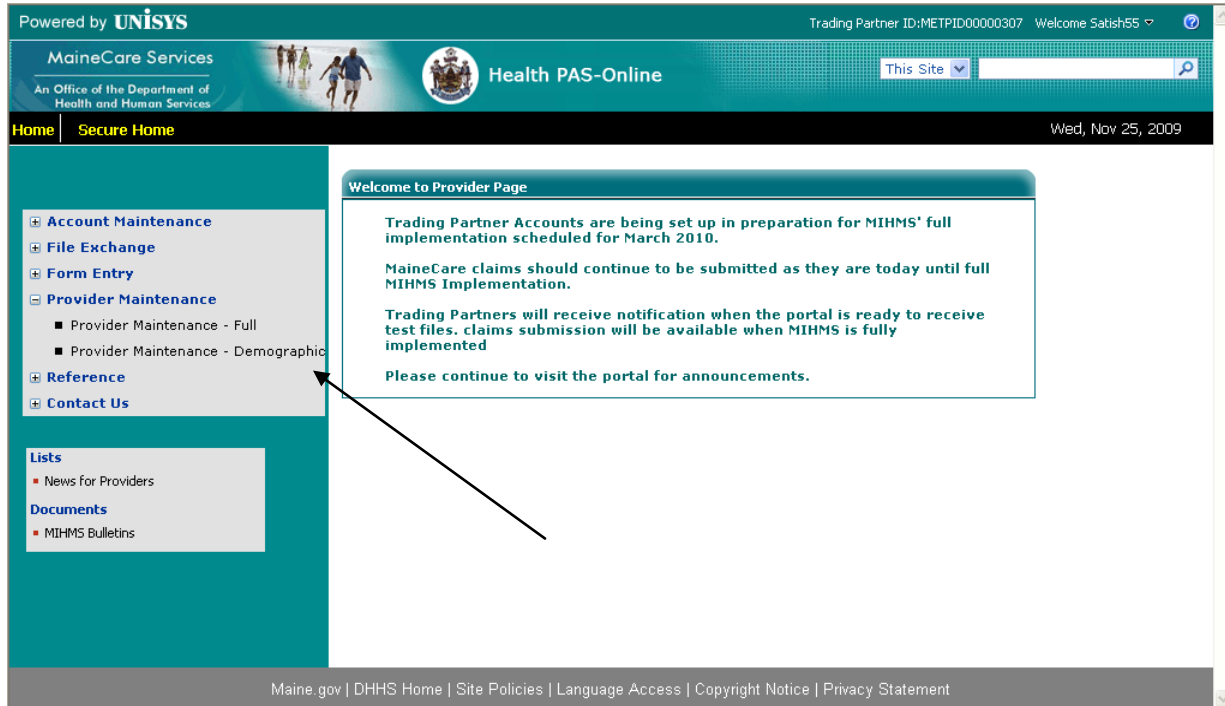 Powered by UNiSYS
Trading Partner ID:METPID00000307 Welcome Satish55
MaineCare Services
An Office of the Department of
Health and Human Services
Health PAS-Online
This Site
Home Secure Home
Wed, Nov 25, 2009
Account Maintenance
File Exchange
Form Entry
Provider Maintenance
Provider Maintenance - Full
Provider Maintenance - Demographic
Reference
Contact Us
Lists
News for Providers
Documents
MIHMS Bulletins
Welcome to Provider Page
Trading Partner Accounts are being set up in preparation for MIHMS' full
implementation scheduled for March 2010.
MaineCare claims should continue to be submitted as they are today until full
MIHMS Implementation.
Trading Partners will receive notification when the portal is ready to receive
test files. claims submission will be available when MIHMS is fully
implemented
Please continue to visit the portal for announcements.
Maine.gov | DHHS Home | Site Policies | Language Access | Copyright Notice | Privacy Statement